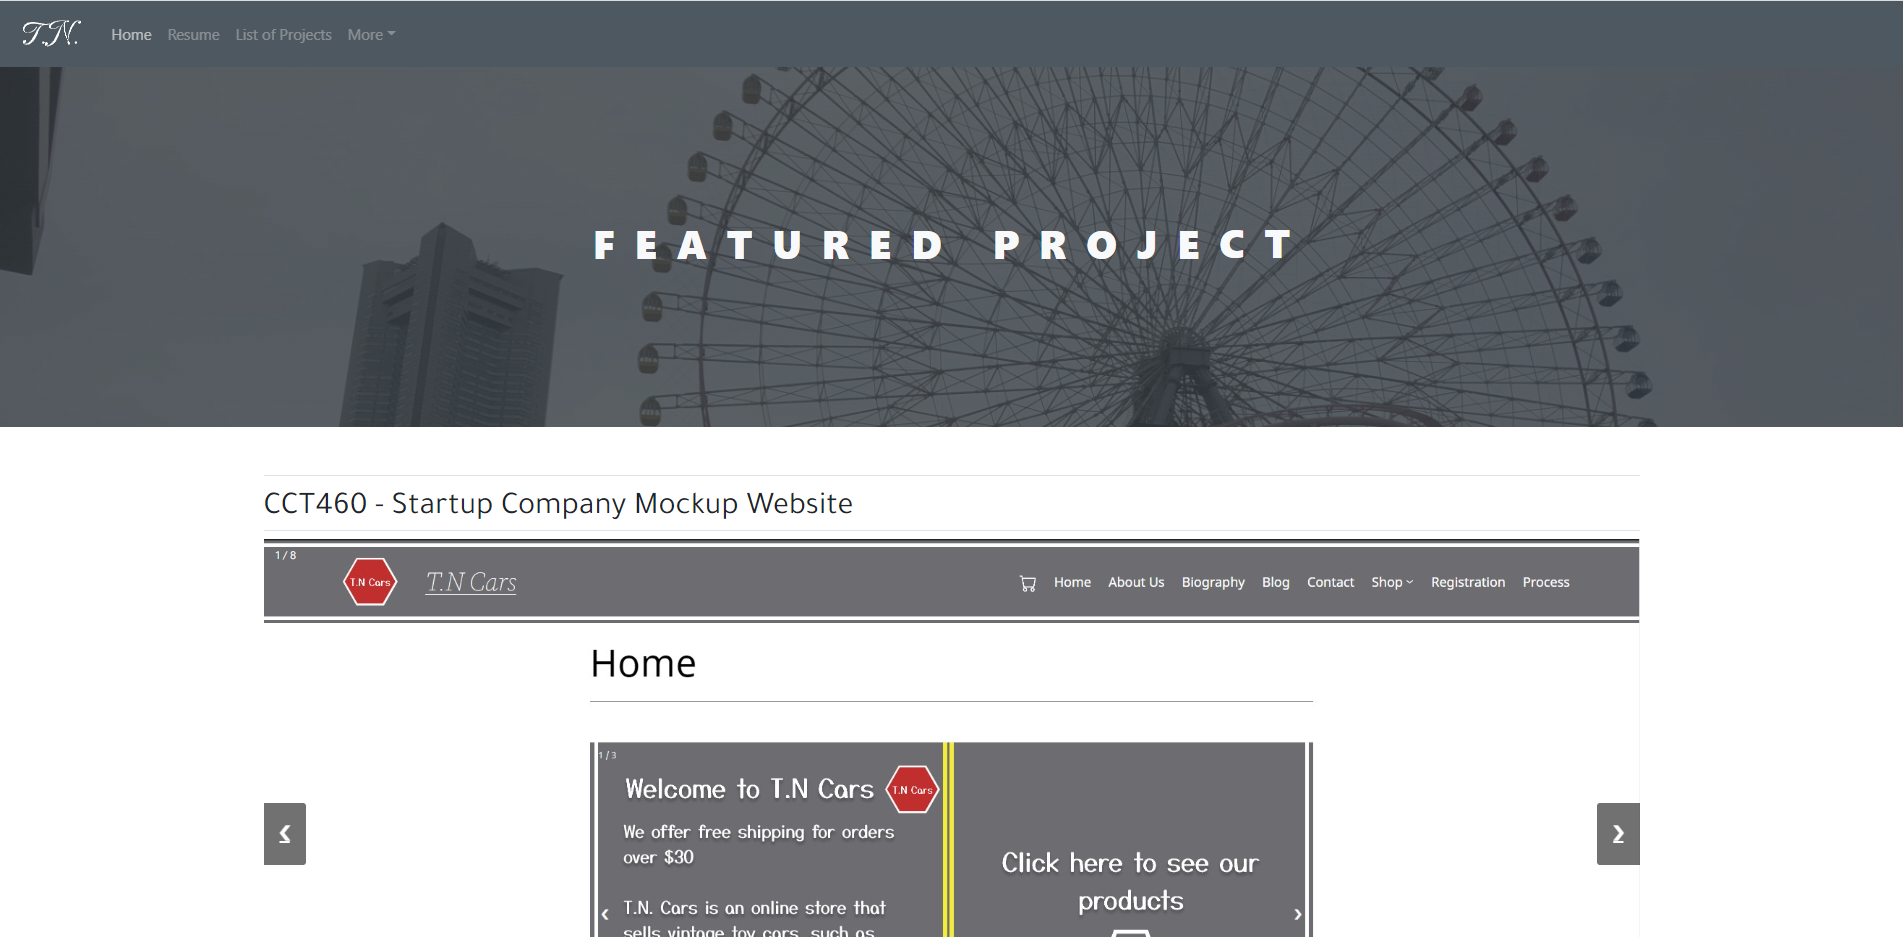 T.N. Home Resume List of Projects More
FEATURED PROJECT
CCT460 - Startup Company Mockup Website
1 / 8
T.N Cars T.N Cars Home About Us Biography Blog Contact Shop Registration Process
Home
1 / 3
Welcome to T.N Cars T.N Cars
We offer free shipping for orders
over $30
T.N. Cars is an online store that
sells vintage toy cars, such as
Click here to see our
products